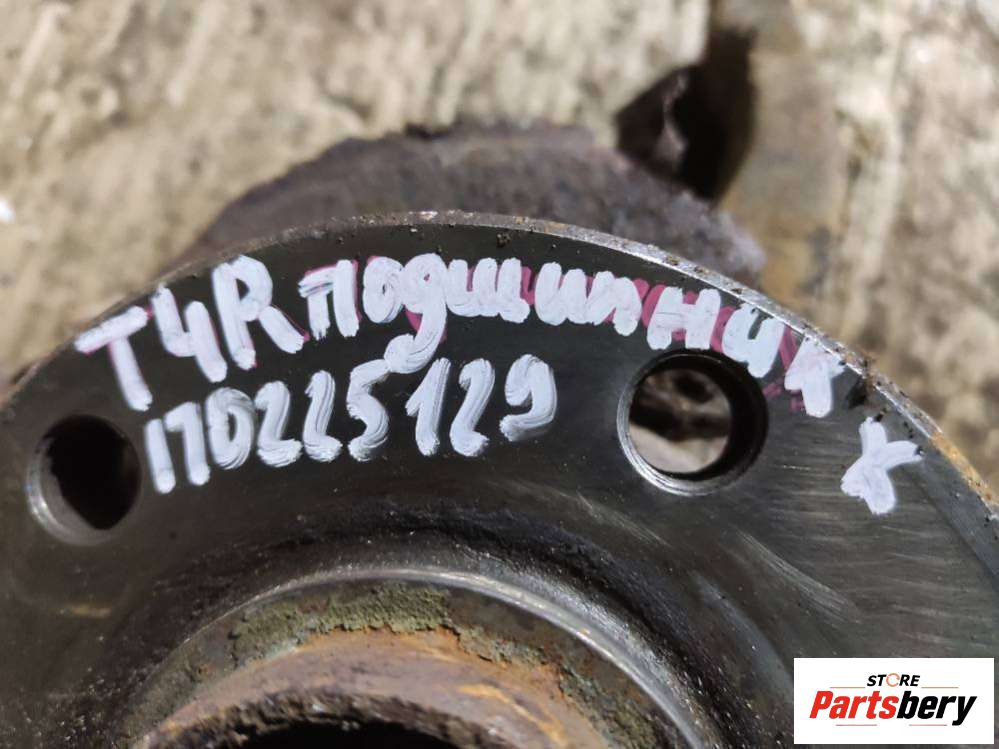 T4R подшипник
170225129 X
STORE
Partsbery